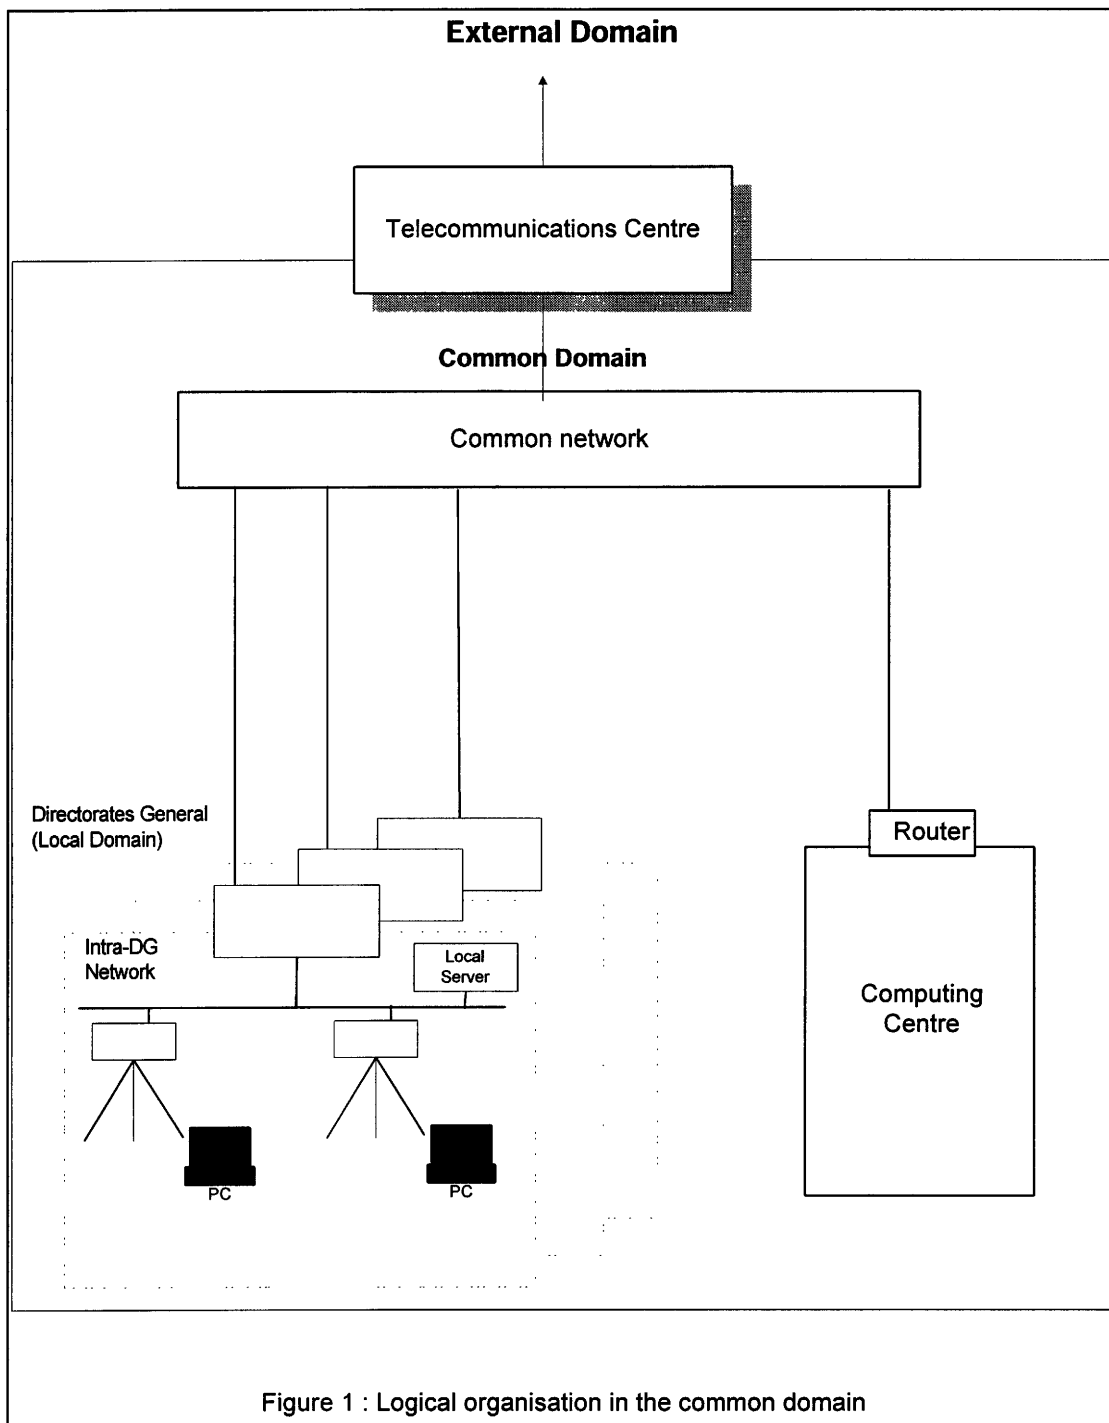 External Domain
Telecommunications Centre
Common Domain
Common network
Directorates General
(Local Domain)
Router
Intra-DG
Network
Local
Server
Computing
Centre
PC
PC
Figure 1 : Logical organisation in the common domain